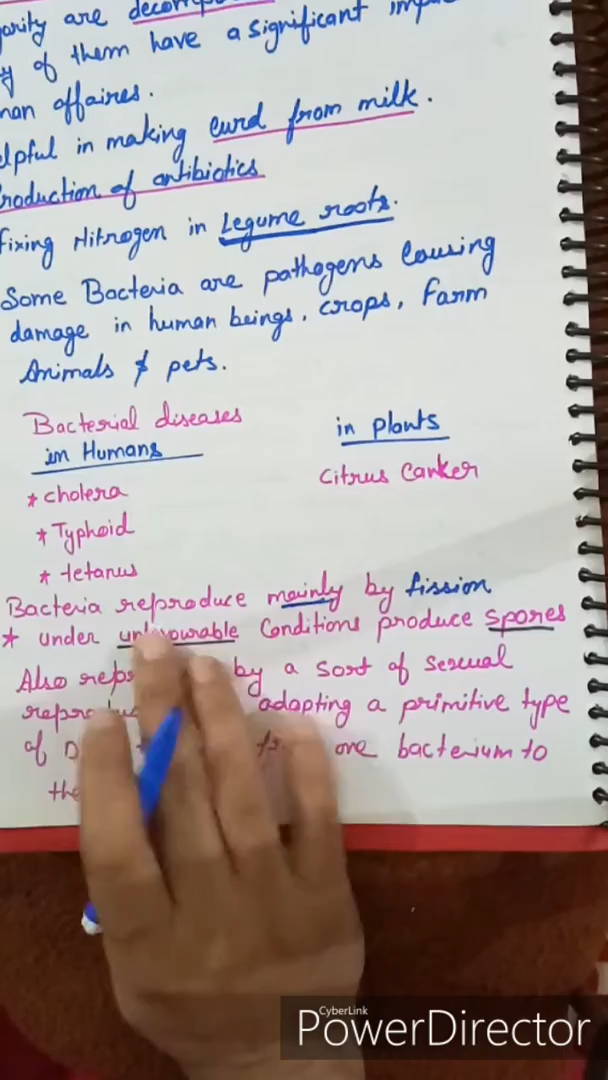 are decompo
of them have a significant
affaires.
in making curd from milk.
Production of antibiotics
fixing Nitrogen in Legume roots.
Some Bacteria are pathogens causing
damage in human beings, crops, farm
Animals & pets.
Bacterial diseases
in Humans
in plants
* cholera
Citrus Canker
* Typhoid
* tetanus
Bacteria reproduce mainly by fission
* under unfavourable Conditions produce spores
Also by a sort of sexual
adapting a primitive type
of one bacterium to
CyberLink
PowerDirector